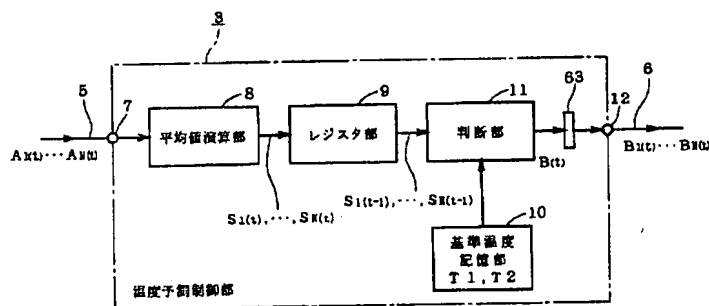 3
5
7
8
9
11
63
12
6
平均値演算部
レジスタ部
判断部
A1(t)···AN(t)
B(t)
B1(t)···BN(t)
S1(t),···,SN(t)
S1(t-1),···,SN(t-1)
10
基準温度
記憶部
T1,T2
温度予測制御部